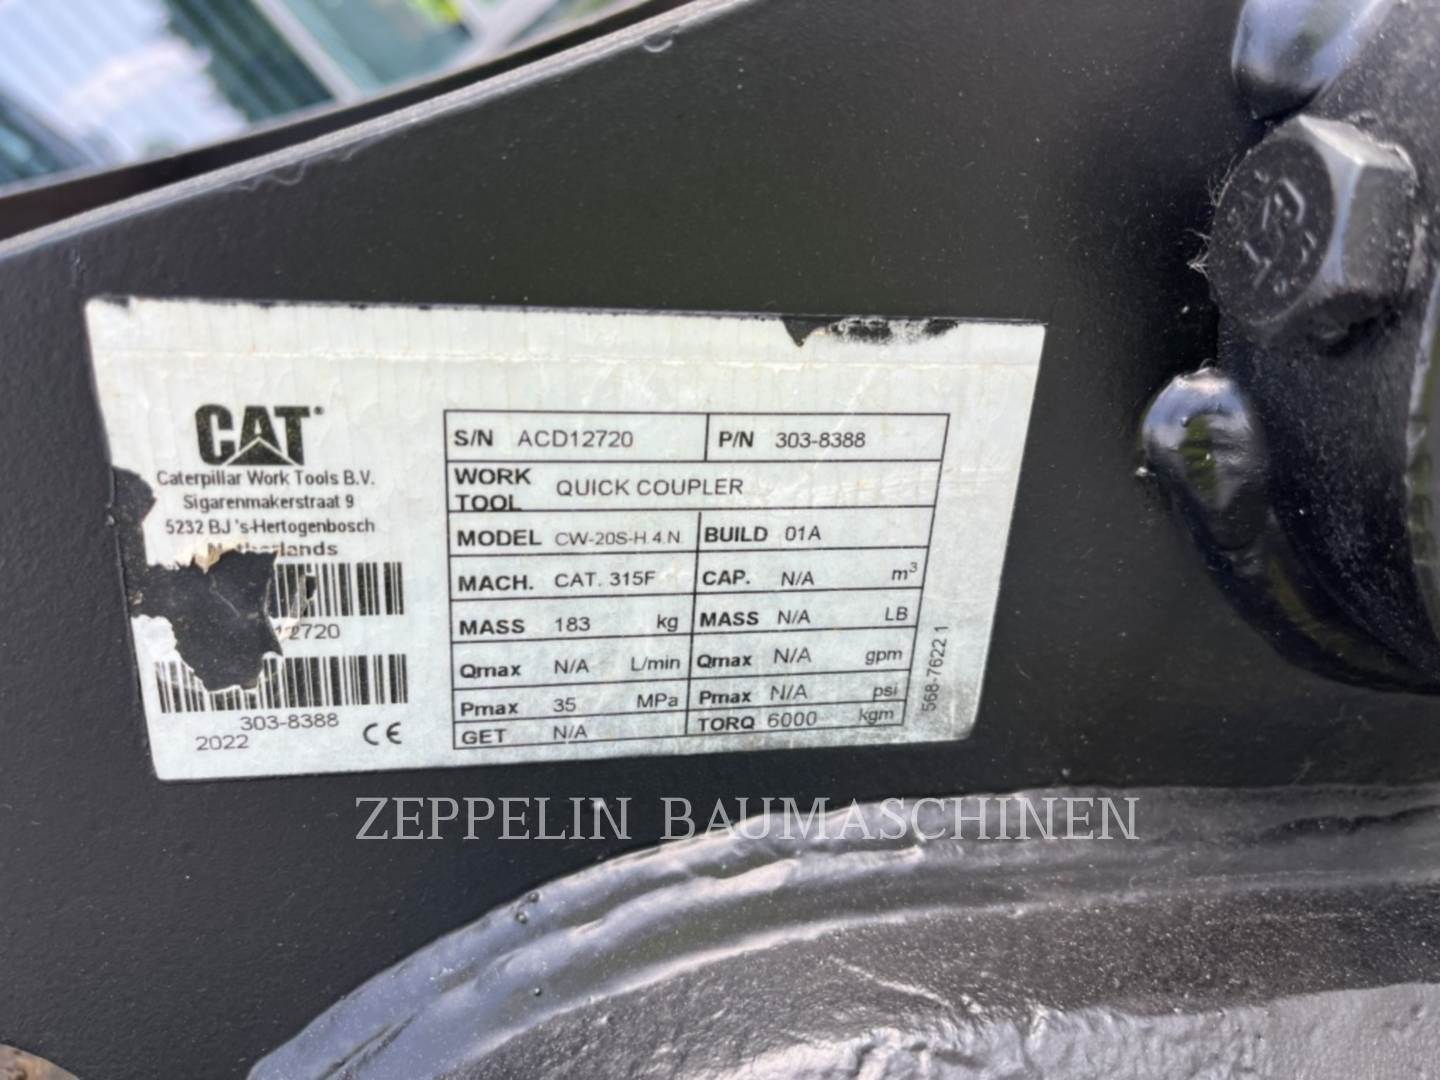 CAT
Caterpillar Work Tools B.V.
Sigarenmakerstraat 9
5232 BJ 's-Hertogenbosch
Netherlands
12720
303-8388
2022 CE
S/N ACD12720 P/N 303-8388
WORK TOOL QUICK COUPLER
MODEL CW-20S-H.4.N BUILD 01A
MACH. CAT. 315F CAP. N/A m³
MASS 183 kg MASS N/A LB
Qmax N/A L/min Qmax N/A gpm
Pmax 35 MPa Pmax N/A psi
GET N/A TORQ 6000 kgm
568-7622 1
ZEPPELIN BAUMASCHINEN